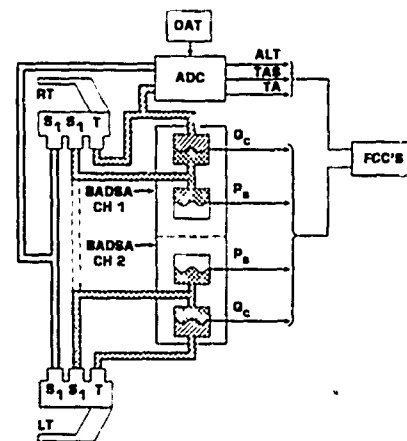 OAT
ADC
ALT
TAS
TA
RT
S1 S1 T
QC
FCC'S
BADSA
CH 1
PS
BADSA
CH 2
PS
QC
S1 S1 T
LT